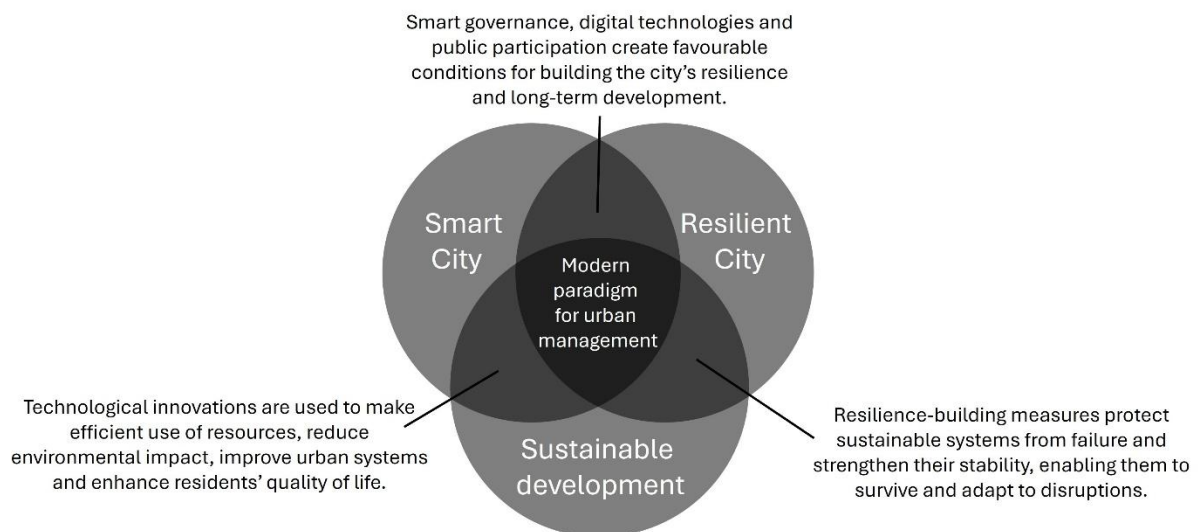 Smart governance, digital technologies and
public participation create favourable
conditions for building the city's resilience
and long-term development.
Smart
City
Resilient
City
Modern
paradigm
for urban
management
Technological innovations are used to make
efficient use of resources, reduce
environmental impact, improve urban systems
and enhance residents' quality of life.
Resilience-building measures protect
sustainable systems from failure and
strengthen their stability, enabling them to
survive and adapt to disruptions.
Sustainable
development